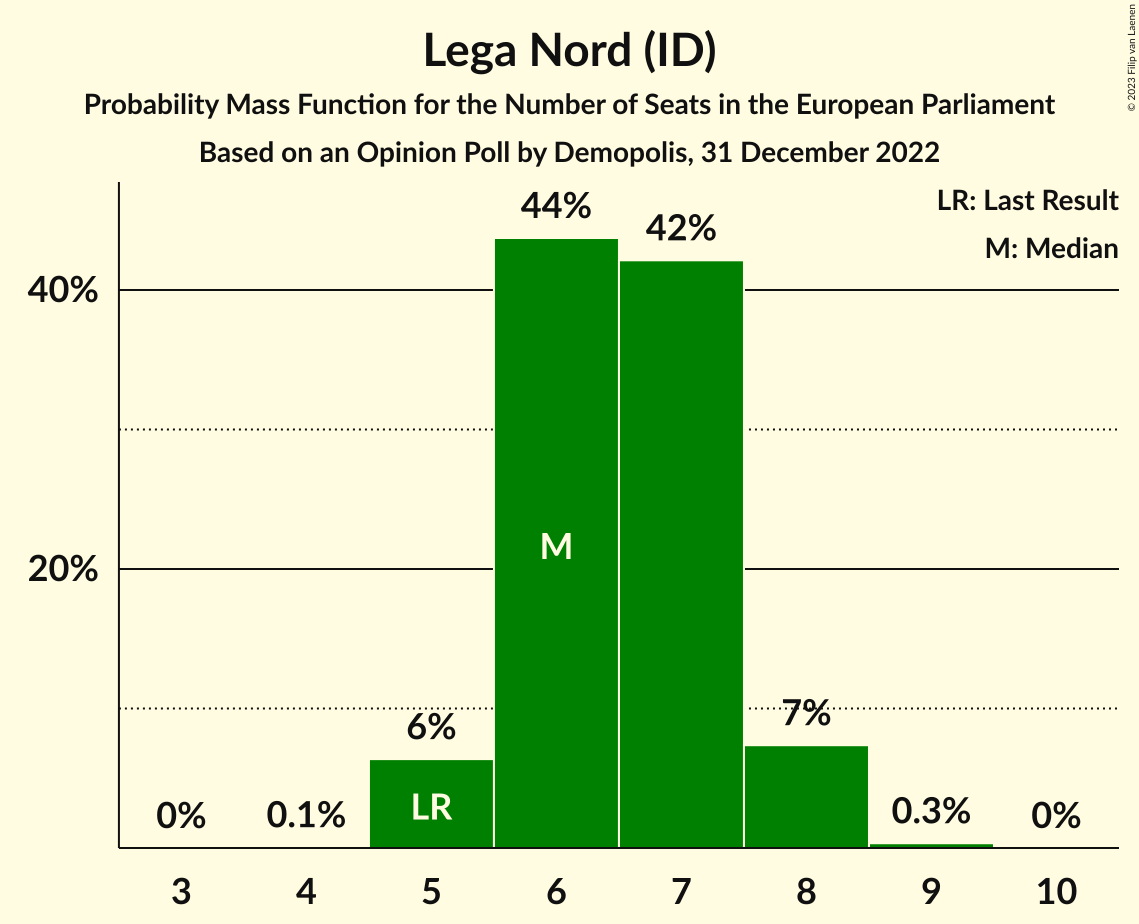 Lega Nord (ID)
Probability Mass Function for the Number of Seats in the European Parliament
Based on an Opinion Poll by Demopolis, 31 December 2022
© 2023 Filip van Laenen
LR: Last Result
M: Median
44%
42%
40%
M
20%
6%
7%
LR
0%
0.1%
0.3%
0%
3 4 5 6 7 8 9 10